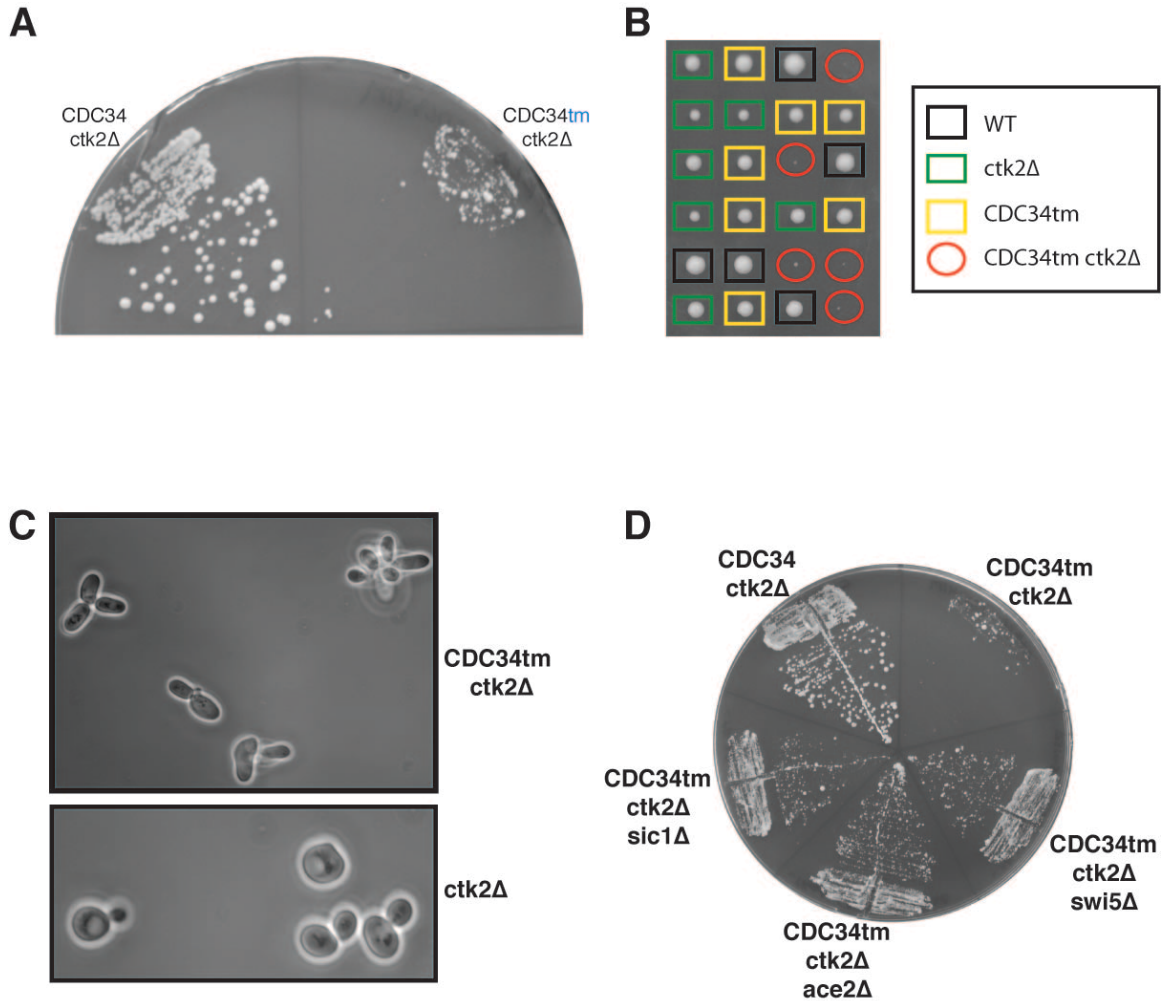 A
CDC34
ctk2Δ
CDC34tm
ctk2Δ
B
WT
ctk2Δ
CDC34tm
CDC34tm ctk2Δ
C
CDC34tm
ctk2Δ
ctk2Δ
D
CDC34
ctk2Δ
CDC34tm
ctk2Δ
CDC34tm
ctk2Δ
sic1Δ
CDC34tm
ctk2Δ
swi5Δ
CDC34tm
ctk2Δ
ace2Δ